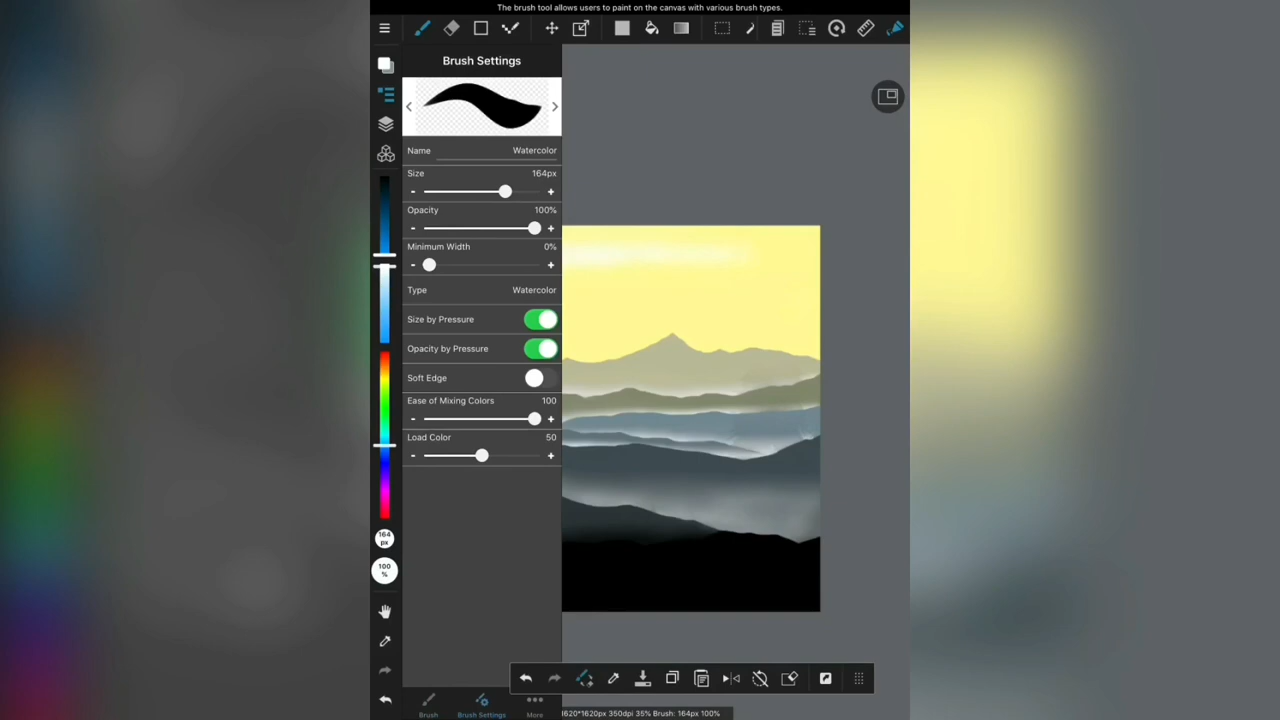 The brush tool allows users to paint on the canvas with various brush types.
Brush Settings
Name Watercolor
Size 164px
Opacity 100%
Minimum Width 0%
Type Watercolor
Size by Pressure
Opacity by Pressure
Soft Edge
Ease of Mixing Colors 100
Load Color 50
164
px
100
%
Brush Brush Settings More
1620*1620px 350dpi 35% Brush: 164px 100%